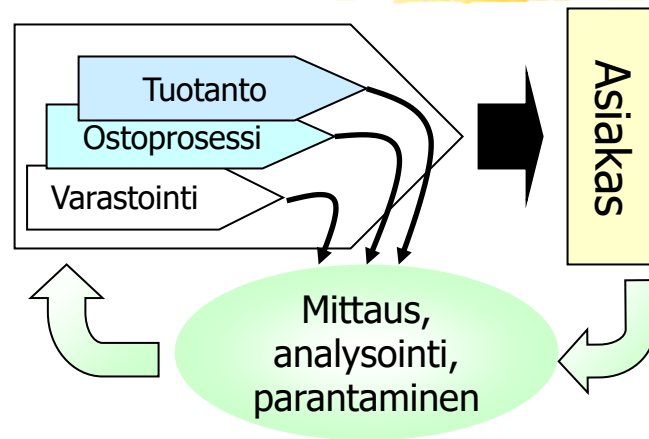 Tuotanto
Ostoprosessi
Varastointi
Asiakas
Mittaus,
analysointi,
parantaminen